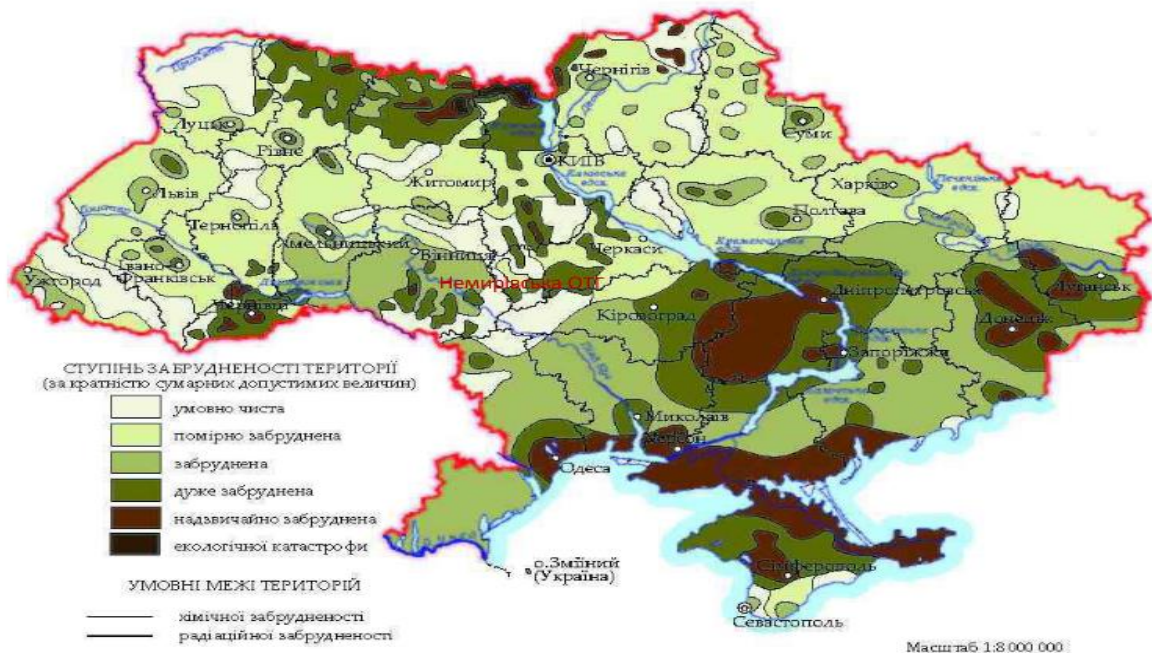 Чернігів
Луцьк
Рівне
Суми
КИЇВ
Житомир
Харків
Львів
Полтава
Тернопіль
Хмельницький
Черкаси
Вінниця
Івано-
Франківськ
Ужгород
Немирівська ОТГ
Чернівці
Дніпропетровськ
Луганськ
Кіровоград
Донецьк
Запоріжжя
Миколаїв
Херсон
Одеса
о.Зміїний
(Україна)
Сімферополь
Севастополь
СТУПІНЬ ЗАБРУДНЕНОСТІ ТЕРИТОРІЇ
(за кратністю сумарних допустимих величин)
умовно чиста
помірно забруднена
забруднена
дуже забруднена
надзвичайно забруднена
екологічної катастрофи
УМОВНІ МЕЖІ ТЕРИТОРІЙ
хімічної забрудненості
радіаційної забрудненості
Масштаб 1:8 000 000